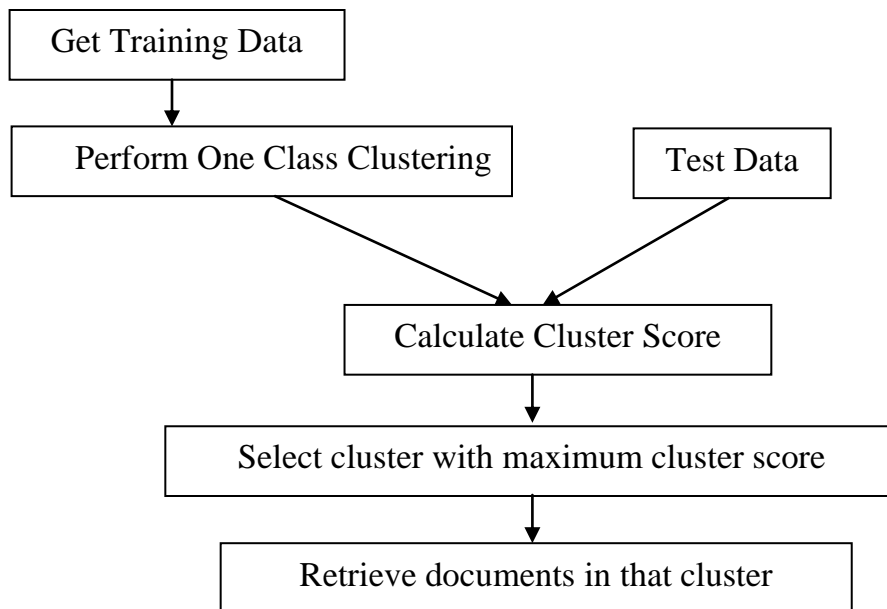 Get Training Data
Perform One Class Clustering
Test Data
Calculate Cluster Score
Select cluster with maximum cluster score
Retrieve documents in that cluster